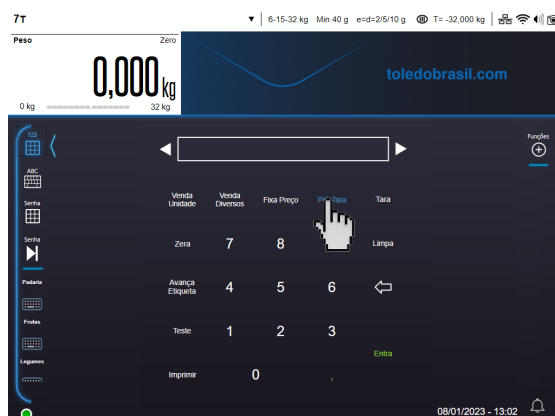 7T
▼ 6-15-32 kg Min 40 g e=d=2/5/10 g T= -32,000 kg
Peso Zero
0,000 kg
0 kg 32 kg
toledobrasil.com
123
ABC
Senha
Senha
Padaria
Frutas
Legumes
Funções
Venda Unidade
Venda Diversos
Fixa Preço
Tara
Zera 7 8 Limpa
Avança Etiqueta
4 5 6
Teste 1 2 3
Entra
Imprimir 0 ,
08/01/2023 - 13:02